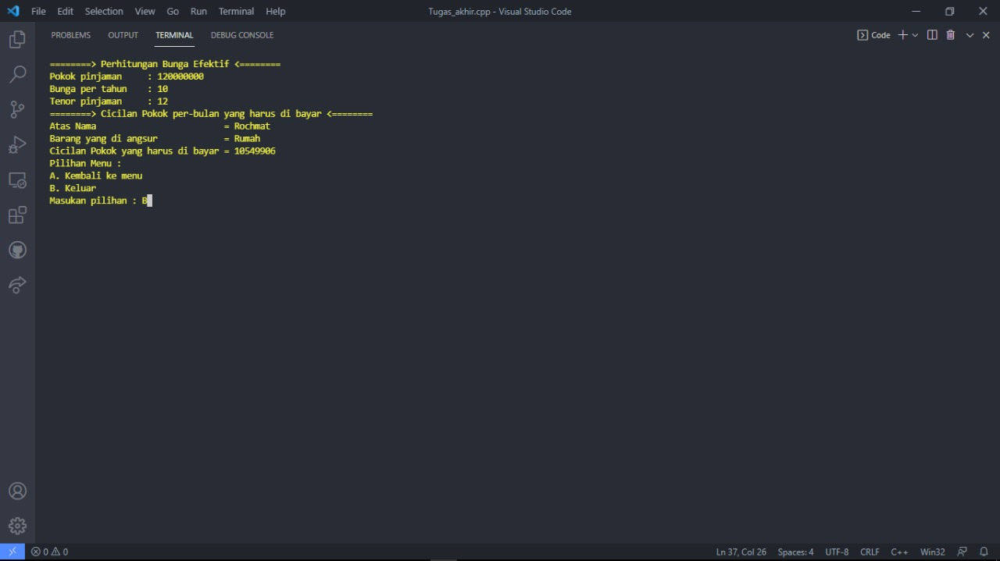 File Edit Selection View Go Run Terminal Help Tugas_akhir.cpp - Visual Studio Code
PROBLEMS OUTPUT TERMINAL DEBUG CONSOLE Code
========> Perhitungan Bunga Efektif <========
Pokok pinjaman : 120000000
Bunga per tahun : 10
Tenor pinjaman : 12
========> Cicilan Pokok per-bulan yang harus di bayar <========
Atas Nama = Rochmat
Barang yang di angsur = Rumah
Cicilan Pokok yang harus di bayar = 10549906
Pilihan Menu :
A. Kembali ke menu
B. Keluar
Masukan pilihan : B
0 0 Ln 37, Col 26 Spaces: 4 UTF-8 CRLF C++ Win32